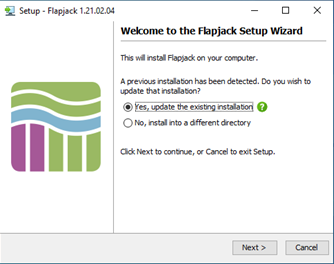 Setup - Flapjack 1.21.02.04
Welcome to the Flapjack Setup Wizard
This will install Flapjack on your computer.
A previous installation has been detected. Do you wish to
update that installation?
Yes, update the existing installation
No, install into a different directory
Click Next to continue, or Cancel to exit Setup.
Next >
Cancel